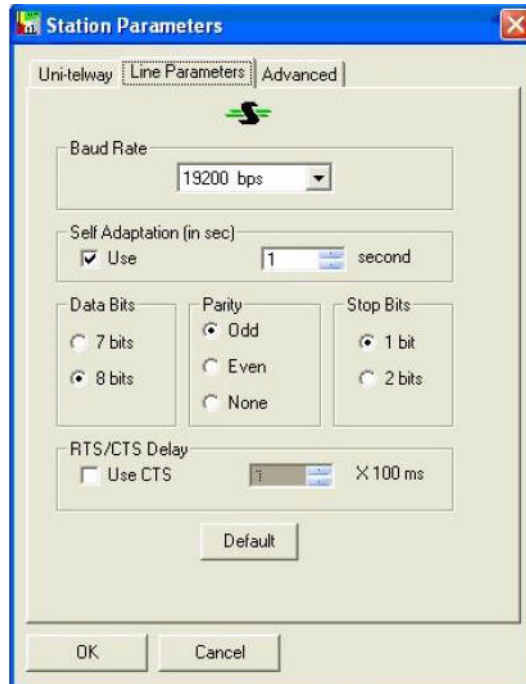 Station Parameters
Uni-telway Line Parameters Advanced
Baud Rate
19200 bps
Self Adaptation (in sec)
Use 1 second
Data Bits Parity Stop Bits
7 bits Odd 1 bit
8 bits Even 2 bits
None
RTS/CTS Delay
Use CTS 1 X 100 ms
Default
OK Cancel